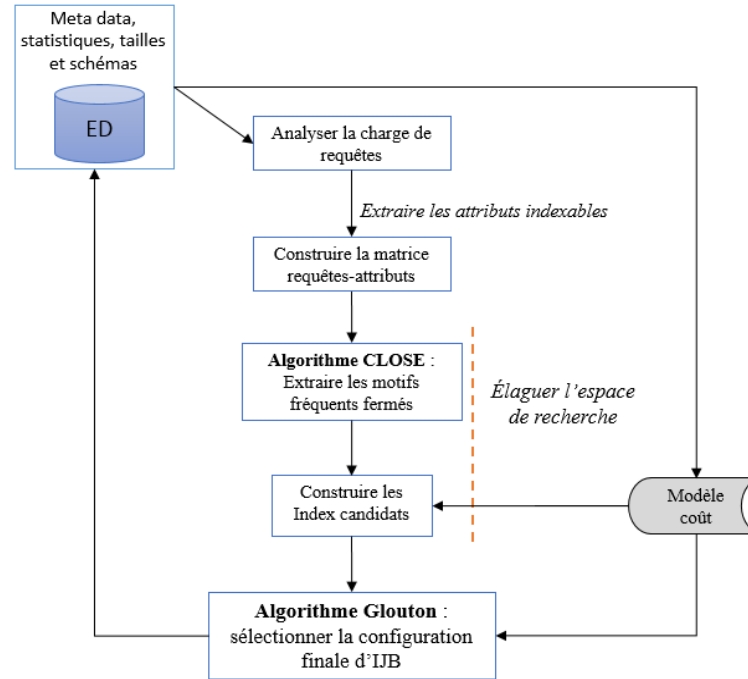 Meta data,
statistiques, tailles
et schémas
ED
Analyser la charge de
requêtes
Extraire les attributs indexables
Construire la matrice
requêtes-attributs
Algorithme CLOSE :
Extraire les motifs
fréquents fermés
Élaguer l’espace
de recherche
Construire les
Index candidats
Modèle
coût
Algorithme Glouton :
sélectionner la configuration
finale d’IJB